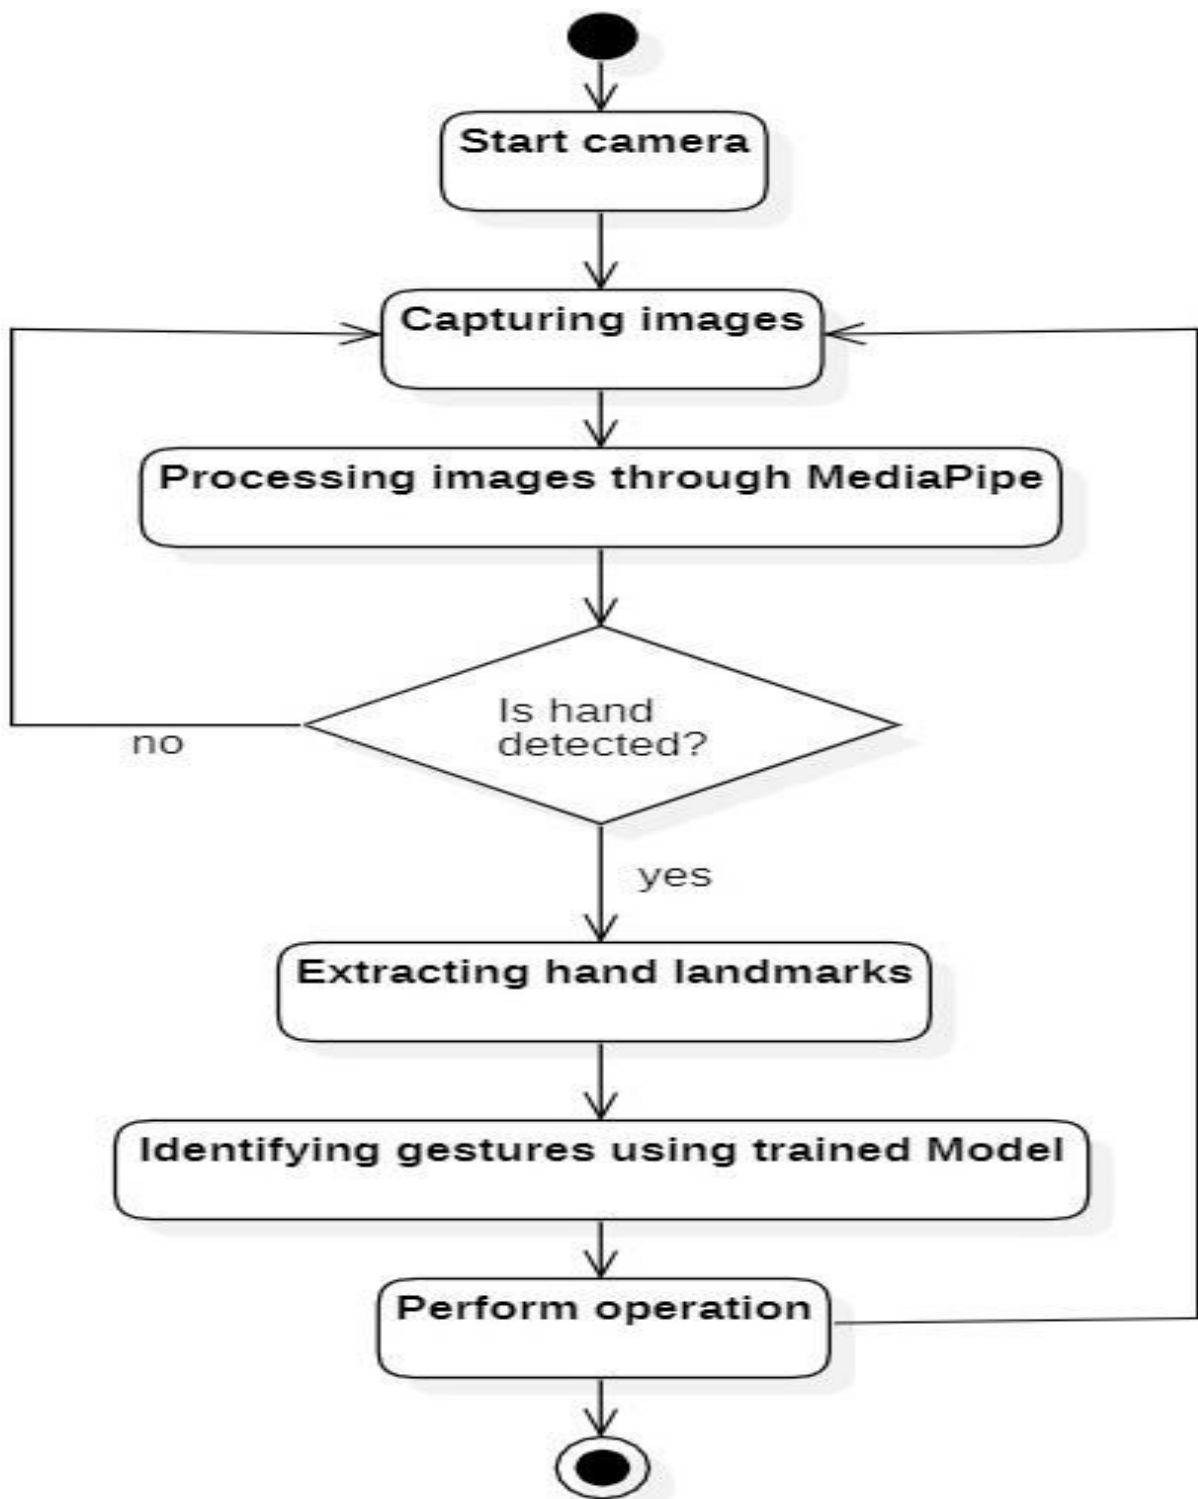 Start camera
Capturing images
Processing images through MediaPipe
Is hand
detected?
no
yes
Extracting hand landmarks
Identifying gestures using trained Model
Perform operation